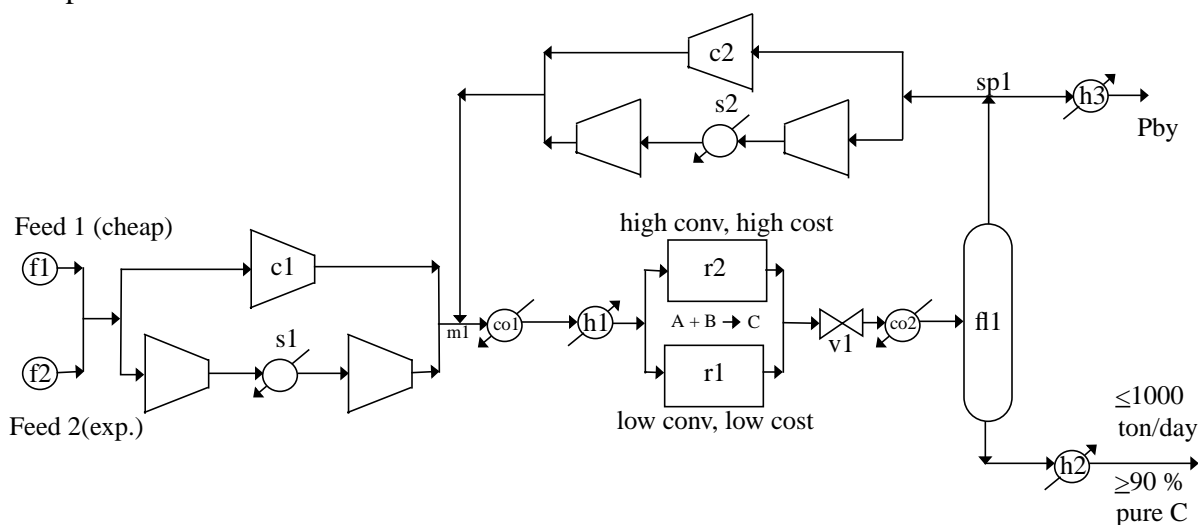 c2
sp1
h3
s2
Pby
Feed 1 (cheap)
high conv, high cost
f1
c1
r2
A + B → C
m1
co1
h1
v1
co2
fl1
s1
f2
r1
Feed 2(exp.)
low conv, low cost
≤1000
ton/day
h2
≥90 %
pure C